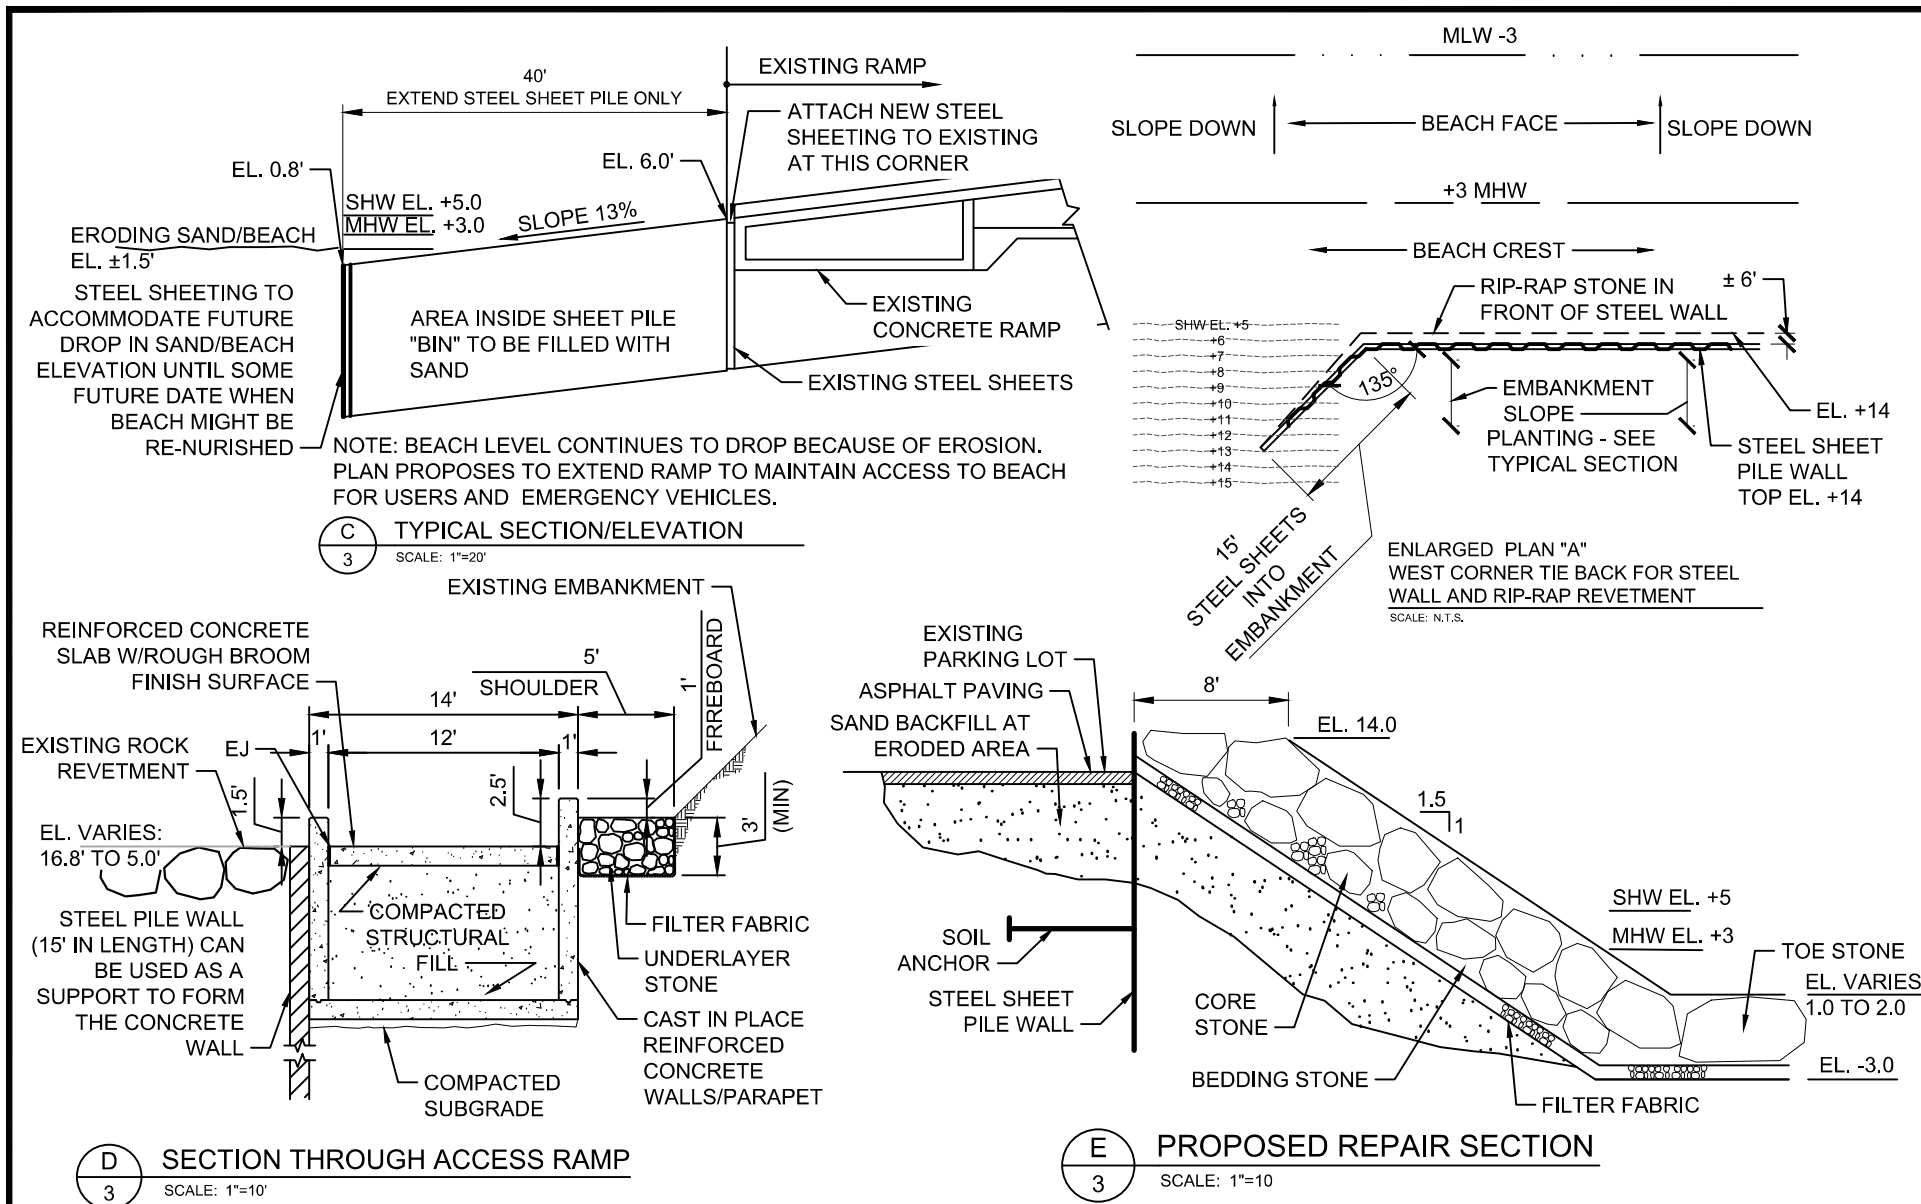 40'
EXTEND STEEL SHEET PILE ONLY
EXISTING RAMP
ATTACH NEW STEEL
SHEETING TO EXISTING
AT THIS CORNER
EL. 0.8'
EL. 6.0'
SHW EL. +5.0
MHW EL. +3.0
SLOPE 13%
ERODING SAND/BEACH
EL. ±1.5'
STEEL SHEETING TO
ACCOMMODATE FUTURE
DROP IN SAND/BEACH
ELEVATION UNTIL SOME
FUTURE DATE WHEN
BEACH MIGHT BE
RE-NURISHED
AREA INSIDE SHEET PILE
"BIN" TO BE FILLED WITH
SAND
EXISTING
CONCRETE RAMP
EXISTING STEEL SHEETS
NOTE: BEACH LEVEL CONTINUES TO DROP BECAUSE OF EROSION.
PLAN PROPOSES TO EXTEND RAMP TO MAINTAIN ACCESS TO BEACH
FOR USERS AND EMERGENCY VEHICLES.
C
3
TYPICAL SECTION/ELEVATION
SCALE: 1"=20'
MLW -3
SLOPE DOWN
BEACH FACE
SLOPE DOWN
+3 MHW
BEACH CREST
RIP-RAP STONE IN
FRONT OF STEEL WALL
± 6'
SHW EL. +5
+6
+7
+8
+9
+10
+11
+12
+13
+14
+15
135°
EMBANKMENT
SLOPE
PLANTING - SEE
TYPICAL SECTION
EL. +14
STEEL SHEET
PILE WALL
TOP EL. +14
15'
STEEL SHEETS
INTO
EMBANKMENT
ENLARGED PLAN "A"
WEST CORNER TIE BACK FOR STEEL
WALL AND RIP-RAP REVETMENT
SCALE: N.T.S.
EXISTING EMBANKMENT
REINFORCED CONCRETE
SLAB W/ROUGH BROOM
FINISH SURFACE
14'
5'
SHOULDER
1'
FRREBOARD
1'
12'
1'
EXISTING ROCK
REVETMENT
EJ
1.5'
2.5'
3'
(MIN)
EL. VARIES:
16.8' TO 5.0'
STEEL PILE WALL
(15' IN LENGTH) CAN
BE USED AS A
SUPPORT TO FORM
THE CONCRETE
WALL
COMPACTED
STRUCTURAL
FILL
FILTER FABRIC
UNDERLAYER
STONE
CAST IN PLACE
REINFORCED
CONCRETE
WALLS/PARAPET
COMPACTED
SUBGRADE
D
3
SECTION THROUGH ACCESS RAMP
SCALE: 1"=10'
EXISTING
PARKING LOT
ASPHALT PAVING
SAND BACKFILL AT
ERODED AREA
8'
EL. 14.0
1.5
1
SHW EL. +5
MHW EL. +3
TOE STONE
EL. VARIES
1.0 TO 2.0
SOIL
ANCHOR
STEEL SHEET
PILE WALL
CORE
STONE
BEDDING STONE
FILTER FABRIC
EL. -3.0
E
3
PROPOSED REPAIR SECTION
SCALE: 1"=10